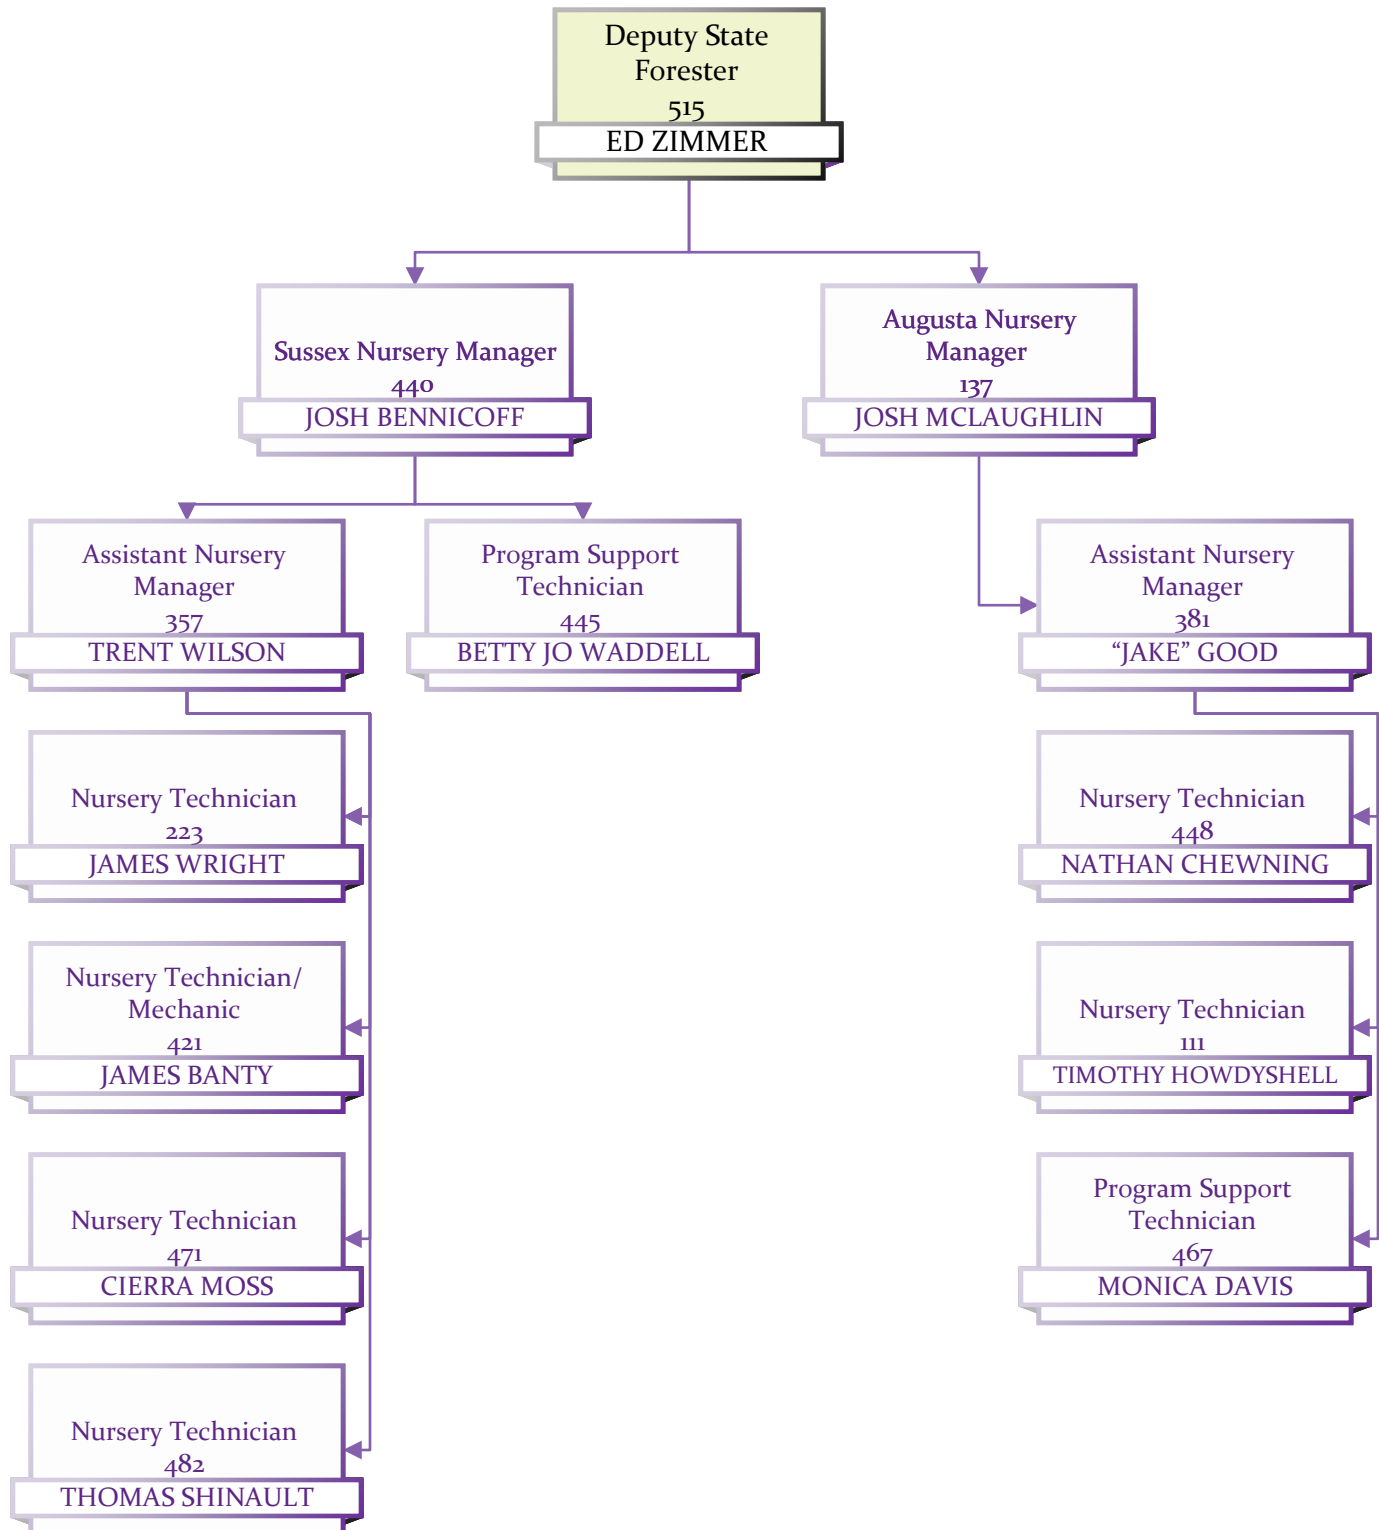 Deputy State
Forester
515
ED ZIMMER
Sussex Nursery Manager
440
JOSH BENNICOFF
Augusta Nursery
Manager
137
JOSH MCLAUGHLIN
Assistant Nursery
Manager
357
TRENT WILSON
Program Support
Technician
445
BETTY JO WADDELL
Assistant Nursery
Manager
381
“JAKE” GOOD
Nursery Technician
223
JAMES WRIGHT
Nursery Technician
448
NATHAN CHEWNING
Nursery Technician/
Mechanic
421
JAMES BANTY
Nursery Technician
111
TIMOTHY HOWDYSHELL
Nursery Technician
471
CIERRA MOSS
Program Support
Technician
467
MONICA DAVIS
Nursery Technician
482
THOMAS SHINAULT